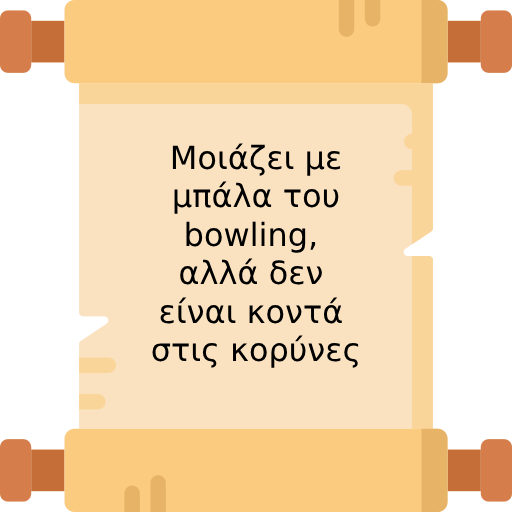 Μοιάζει με
μπάλα του
bowling,
αλλά δεν
είναι κοντά
στις κορύνες